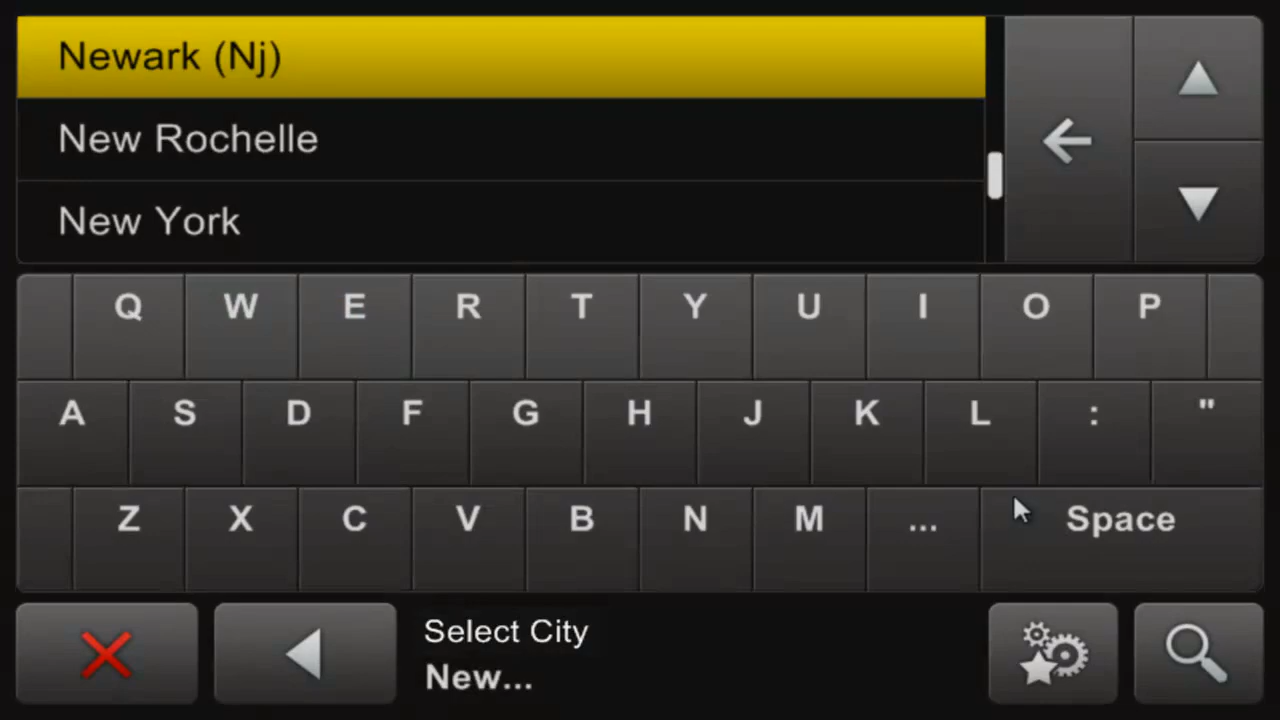 Newark (Nj)
New Rochelle
New York
Q W E R T Y U I O P
A S D F G H J K L : "
Z X C V B N M ... Space
Select City
New...